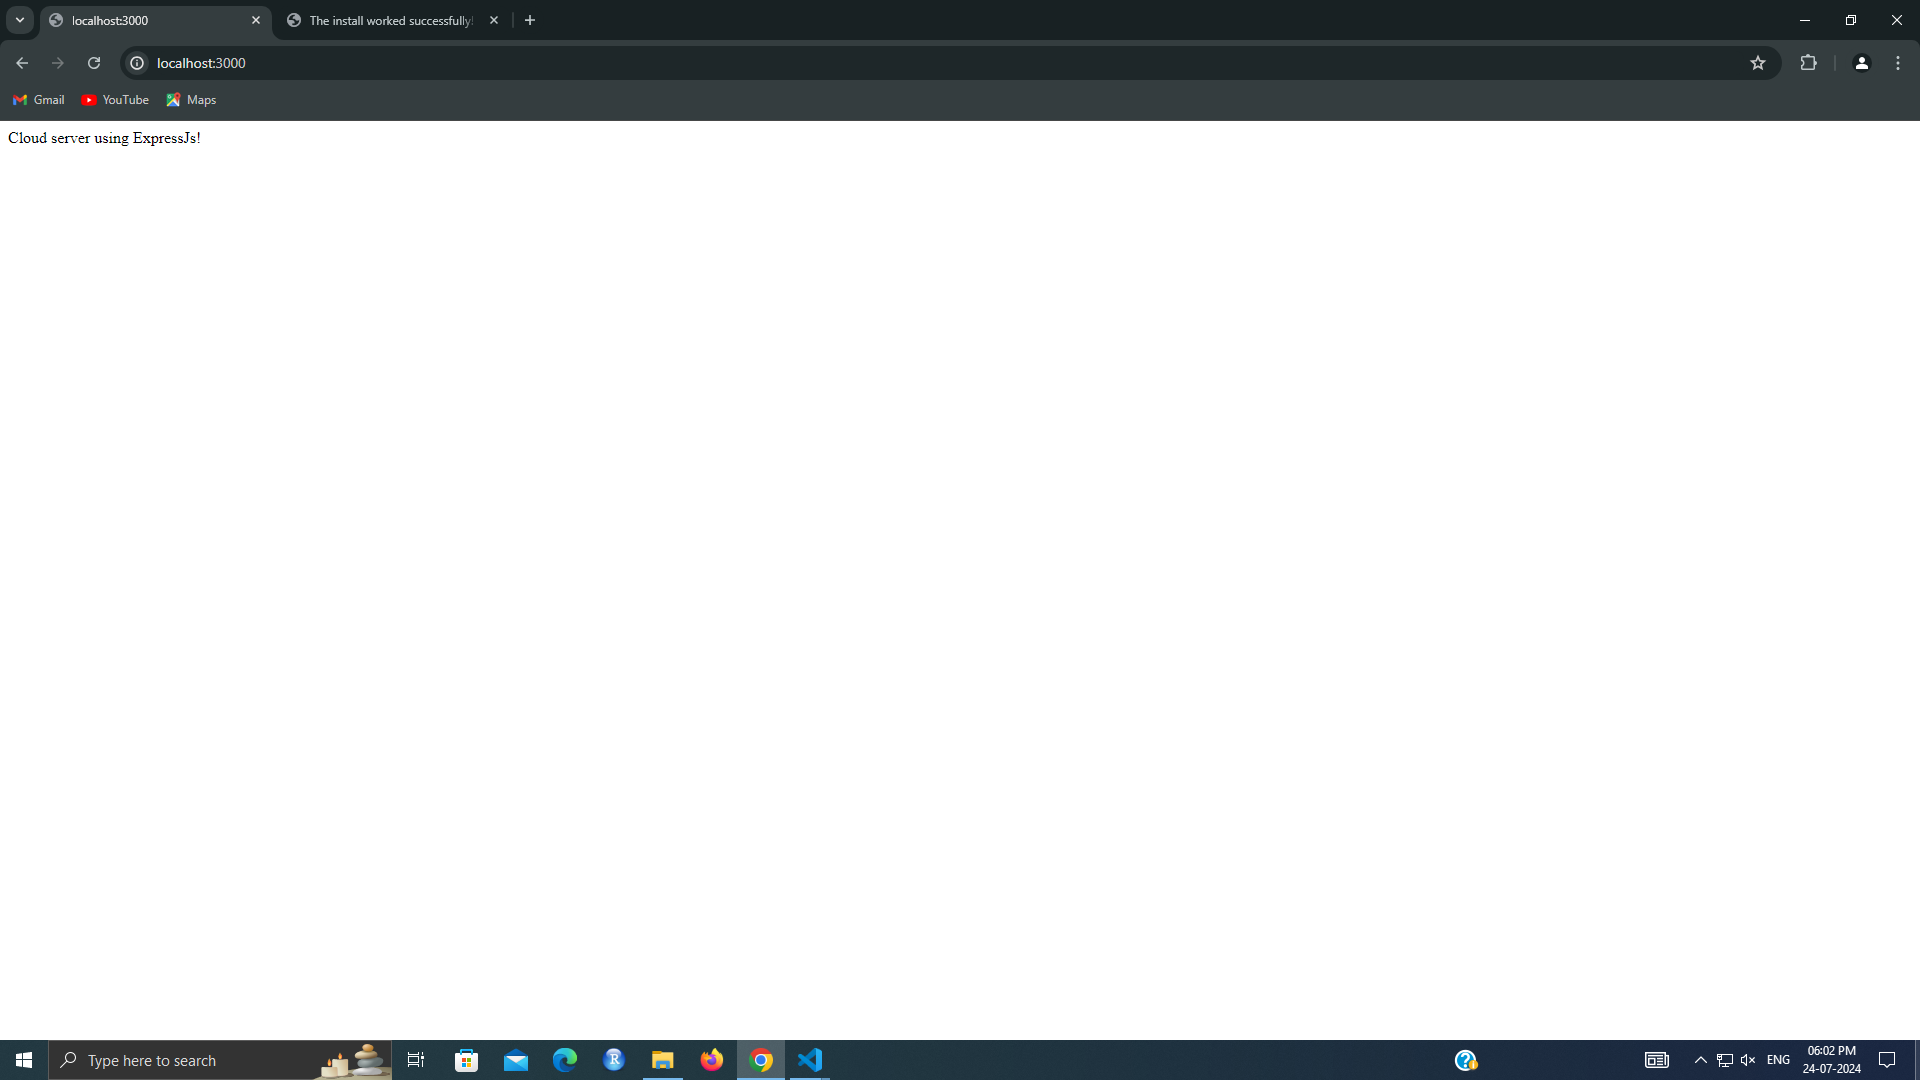 localhost:3000
The install worked successfully!
localhost:3000
Gmail
YouTube
Maps
Cloud server using ExpressJs!
Type here to search
R
ENG
06:02 PM
24-07-2024